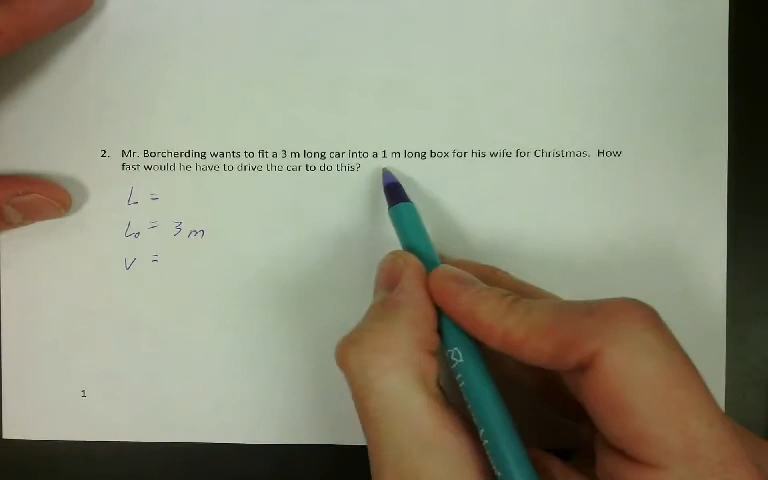 2. Mr. Borcherding wants to fit a 3 m long car into a 1 m long box for his wife for Christmas. How
fast would he have to drive the car to do this?
L =
L₀ = 3 m
v =
1